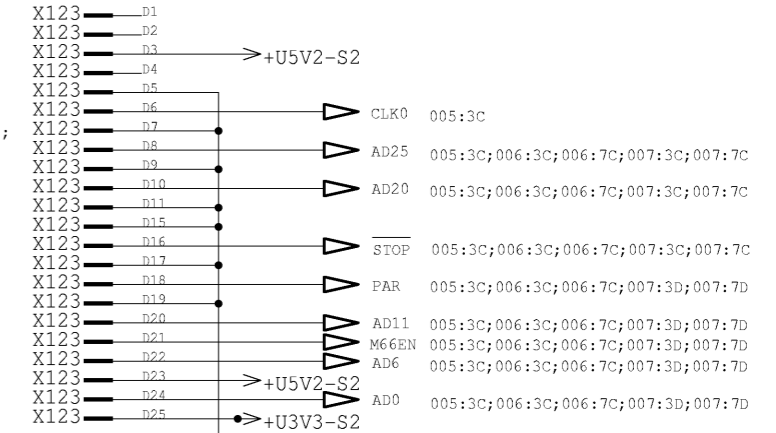 X123 D1
X123 D2
X123 D3 +U5V2-S2
X123 D4
X123 D5
X123 D6 CLK0 005:3C
; X123 D7
X123 D8 AD25 005:3C;006:3C;006:7C;007:3C;007:7C
X123 D9
X123 D10 AD20 005:3C;006:3C;006:7C;007:3C;007:7C
X123 D11
X123 D15
X123 D16 STOP 005:3C;006:3C;006:7C;007:3C;007:7C
X123 D17
X123 D18 PAR 005:3C;006:3C;006:7C;007:3D;007:7D
X123 D19
X123 D20 AD11 005:3C;006:3C;006:7C;007:3D;007:7D
X123 D21 M66EN 005:3C;006:3C;006:7C;007:3D;007:7D
X123 D22 AD6 005:3C;006:3C;006:7C;007:3D;007:7D
X123 D23 +U5V2-S2
X123 D24 AD0 005:3C;006:3C;006:7C;007:3D;007:7D
X123 D25 +U3V3-S2